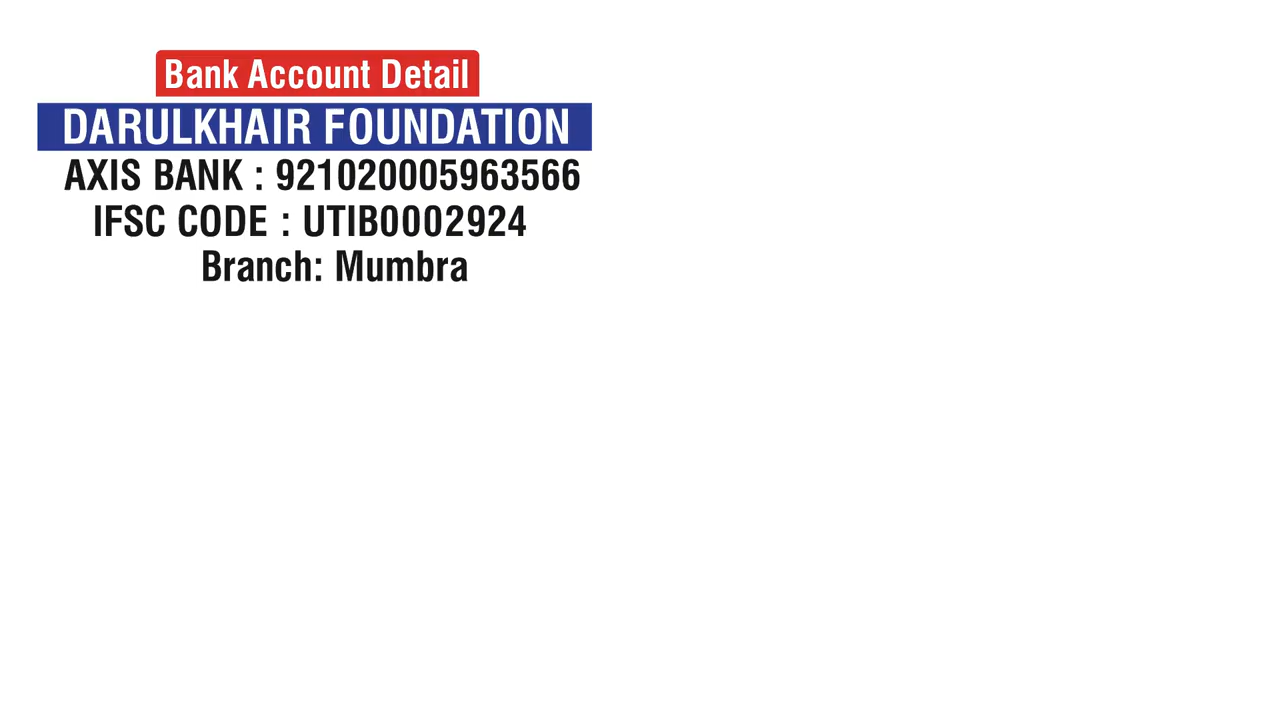 Bank Account Detail
DARULKHAIR FOUNDATION
AXIS BANK : 921020005963566
IFSC CODE : UTIB0002924
Branch: Mumbra